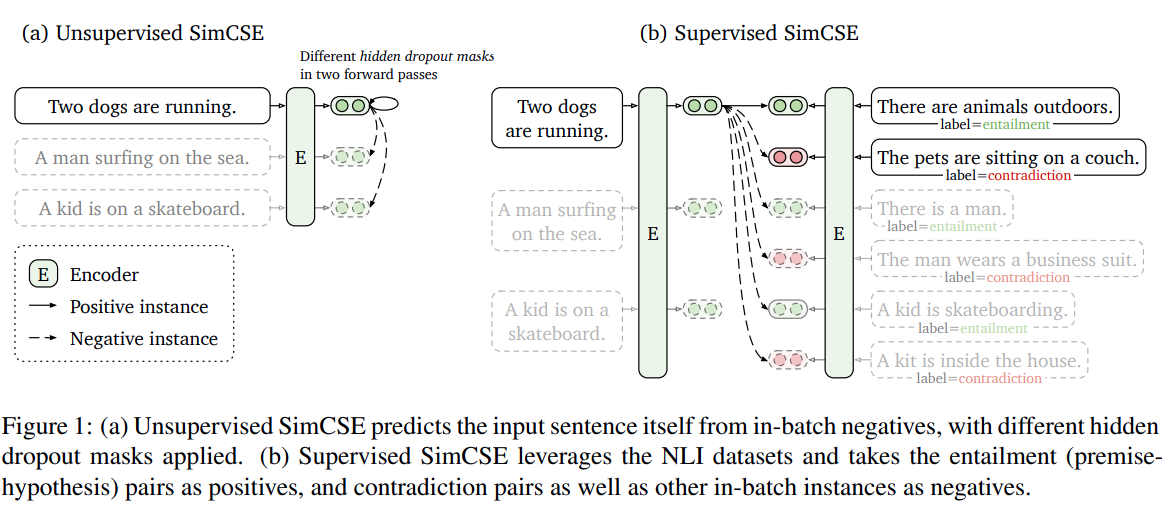 (a) Unsupervised SimCSE
Different hidden dropout masks
in two forward passes
Two dogs are running.
A man surfing on the sea.
A kid is on a skateboard.
E
E Encoder
Positive instance
Negative instance
(b) Supervised SimCSE
Two dogs
are running.
A man surfing
on the sea.
A kid is on a
skateboard.
E
E
There are animals outdoors.
label=entailment
The pets are sitting on a couch.
label=contradiction
There is a man.
label=entailment
The man wears a business suit.
label=contradiction
A kid is skateboarding.
label=entailment
A kit is inside the house.
label=contradiction
Figure 1: (a) Unsupervised SimCSE predicts the input sentence itself from in-batch negatives, with different hidden
dropout masks applied. (b) Supervised SimCSE leverages the NLI datasets and takes the entailment (premise-
hypothesis) pairs as positives, and contradiction pairs as well as other in-batch instances as negatives.